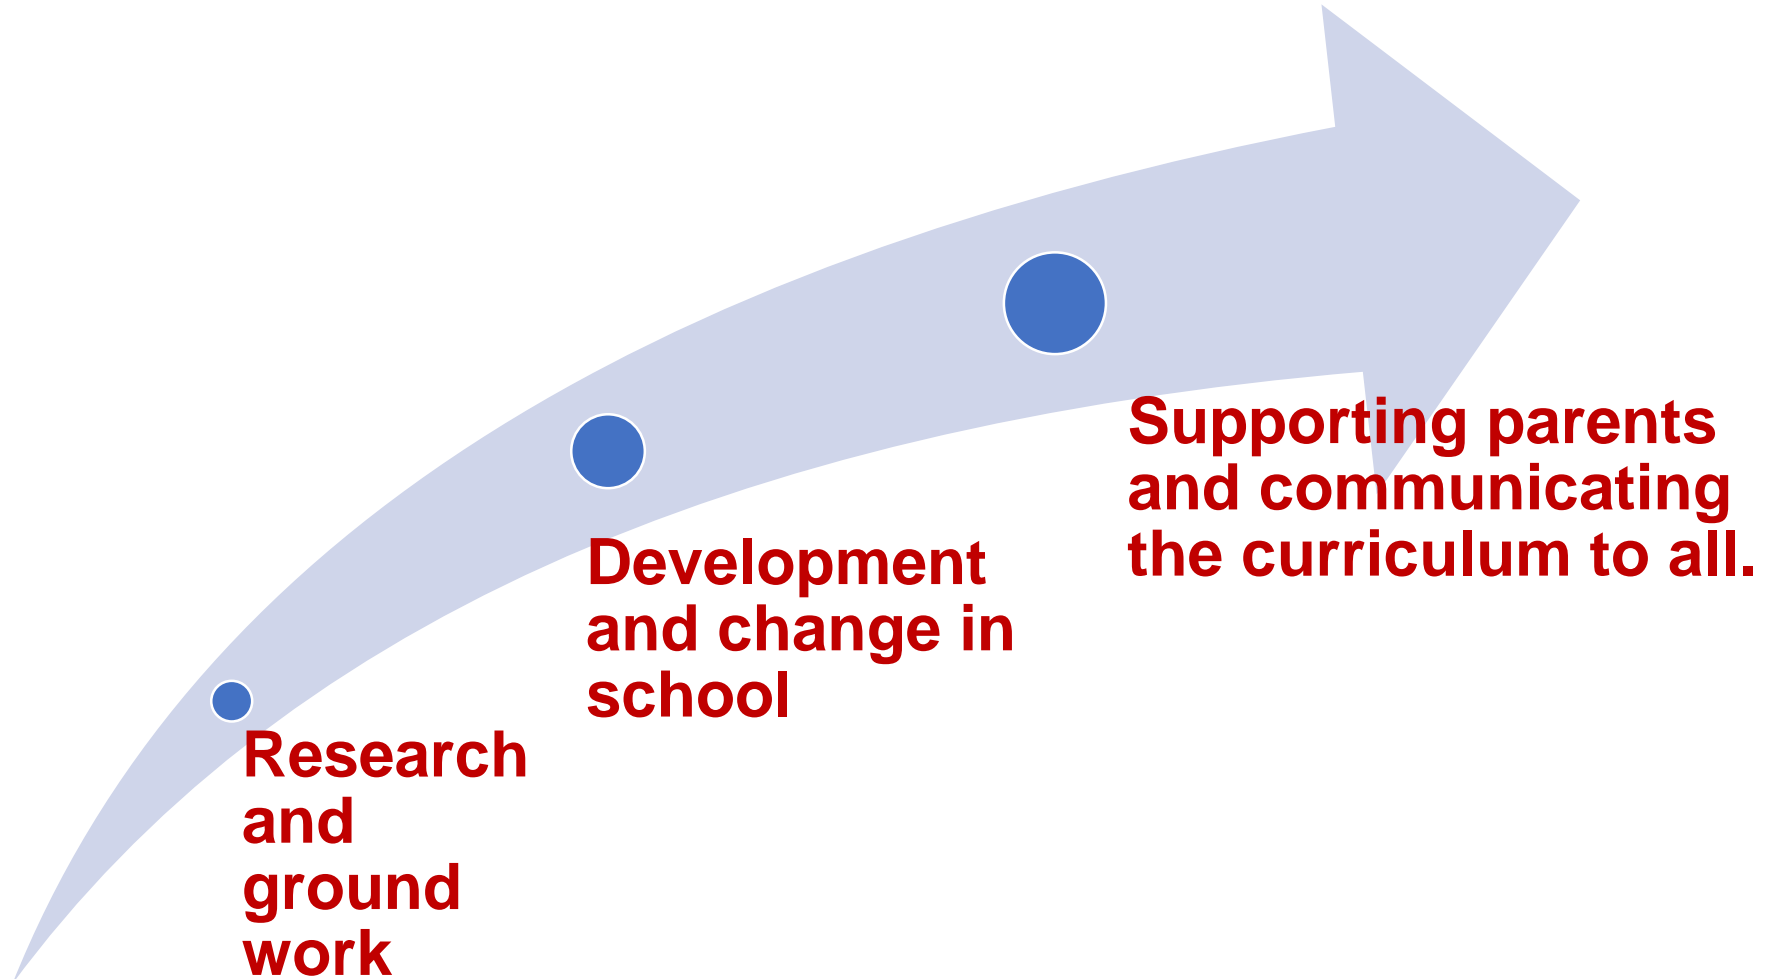 Research
and
ground
work
Development
and change in
school
Supporting parents
and communicating
the curriculum to all.